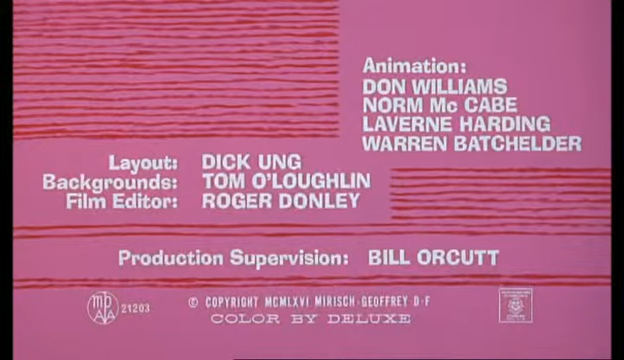 Animation:
DON WILLIAMS
NORM Mc CABE
LAVERNE HARDING
WARREN BATCHELDER
Layout: DICK UNG
Backgrounds: TOM O'LOUGHLIN
Film Editor: ROGER DONLEY
Production Supervision: BILL ORCUTT
21203 © COPYRIGHT MCMLXVI MIRISCH-GEOFFREY D-F
COLOR BY DELUXE